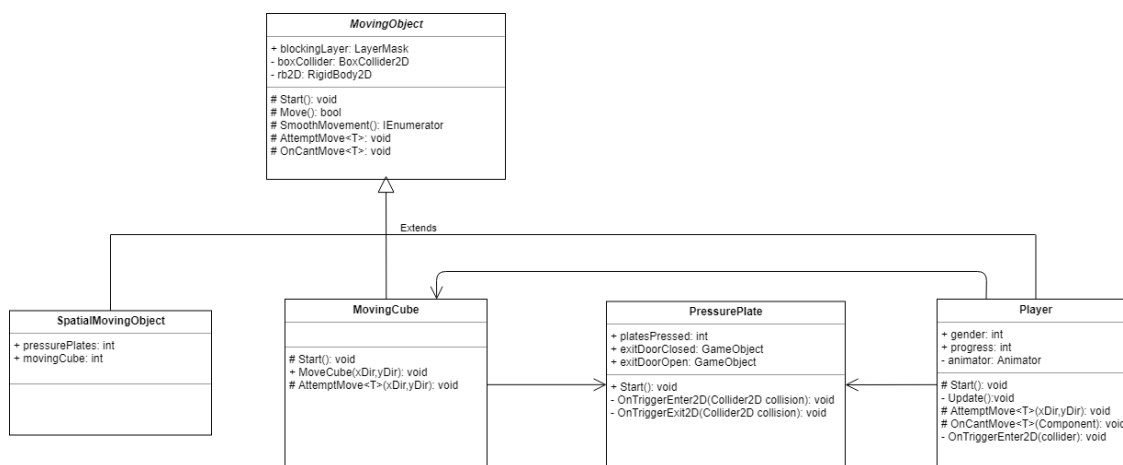 MovingObject
+ blockingLayer: LayerMask
- boxCollider: BoxCollider2D
- rb2D: RigidBody2D
# Start(): void
# Move(): bool
# SmoothMovement(): IEnumerator
# AttemptMove<T>: void
# OnCantMove<T>: void
Extends
SpatialMovingObject
+ pressurePlates: int
+ movingCube: int
MovingCube
# Start(): void
+ MoveCube(xDir,yDir): void
# AttemptMove<T>(xDir,yDir): void
PressurePlate
+ platesPressed: int
+ exitDoorClosed: GameObject
+ exitDoorOpen: GameObject
+ Start(): void
- OnTriggerEnter2D(Collider2D collision): void
- OnTriggerExit2D(Collider2D collision): void
Player
+ gender: int
+ progress: int
- animator: Animator
# Start(): void
- Update():void
# AttemptMove<T>(xDir,yDir): void
# OnCantMove<T>(Component): void
- OnTriggerEnter2D(collider): void